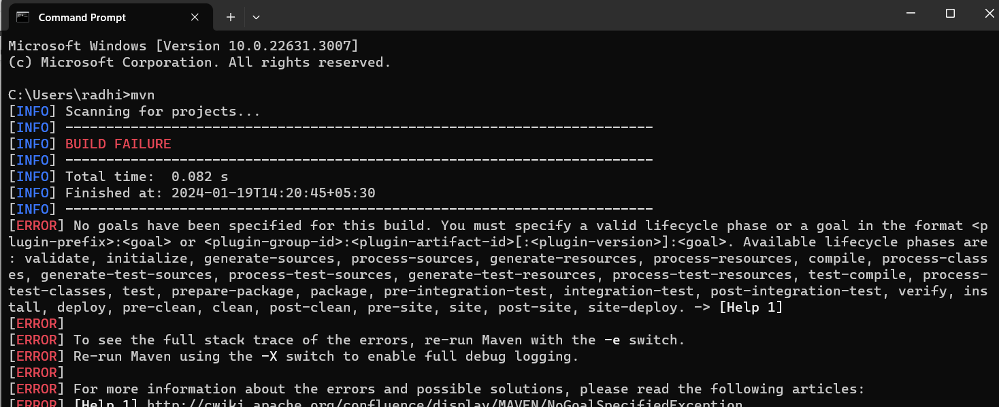 Command Prompt
Microsoft Windows [Version 10.0.22631.3007]
(c) Microsoft Corporation. All rights reserved.
C:\Users\radhi>mvn
[INFO] Scanning for projects...
[INFO] ------------------------------------------------------------------------
[INFO] BUILD FAILURE
[INFO] ------------------------------------------------------------------------
[INFO] Total time:  0.082 s
[INFO] Finished at: 2024-01-19T14:20:45+05:30
[INFO] ------------------------------------------------------------------------
[ERROR] No goals have been specified for this build. You must specify a valid lifecycle phase or a goal in the format <p
lugin-prefix>:<goal> or <plugin-group-id>:<plugin-artifact-id>[:<plugin-version>]:<goal>. Available lifecycle phases are
: validate, initialize, generate-sources, process-sources, generate-resources, process-resources, compile, process-class
es, generate-test-sources, process-test-sources, generate-test-resources, process-test-resources, test-compile, process-
test-classes, test, prepare-package, package, pre-integration-test, integration-test, post-integration-test, verify, ins
tall, deploy, pre-clean, clean, post-clean, pre-site, site, post-site, site-deploy. -> [Help 1]
[ERROR]
[ERROR] To see the full stack trace of the errors, re-run Maven with the -e switch.
[ERROR] Re-run Maven using the -X switch to enable full debug logging.
[ERROR]
[ERROR] For more information about the errors and possible solutions, please read the following articles:
[ERROR] [Help 1] http://cwiki.apache.org/confluence/display/MAVEN/NoGoalSpecifiedException